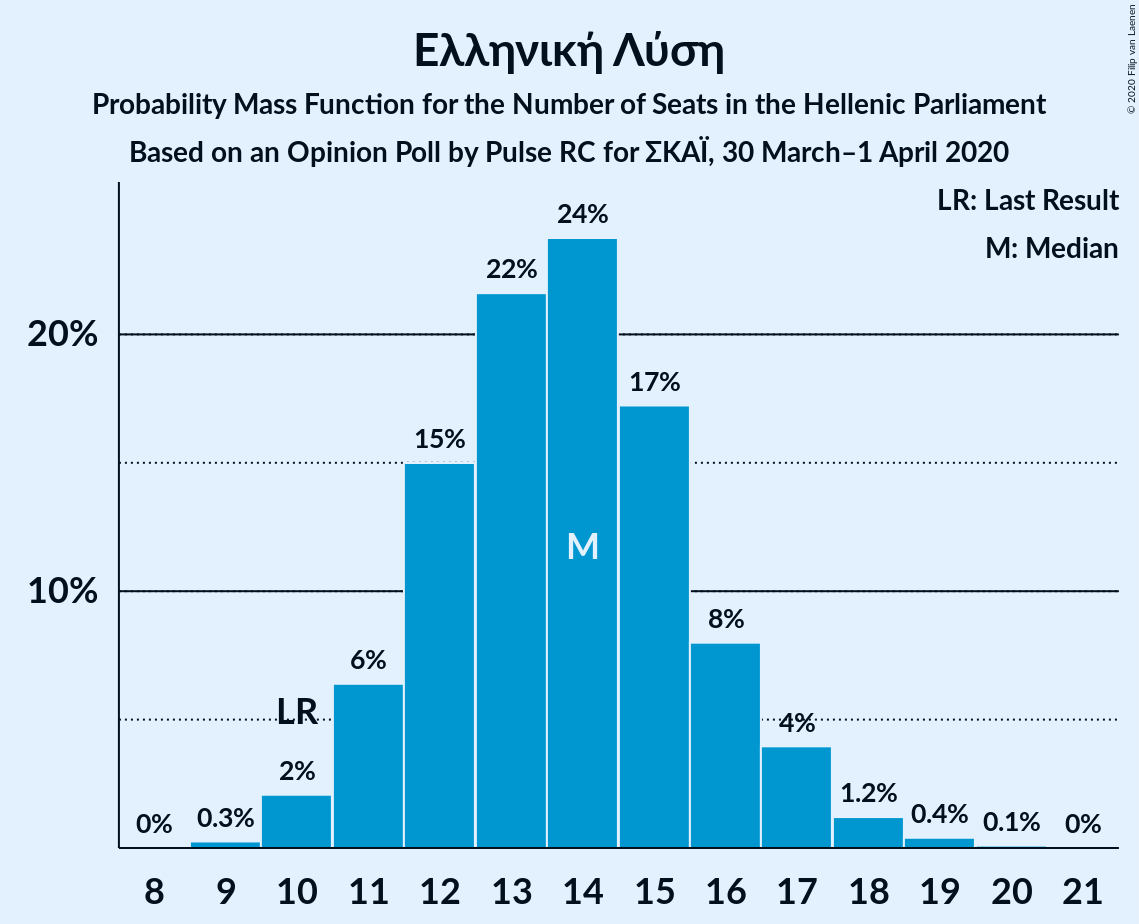 Ελληνική Λύση
Probability Mass Function for the Number of Seats in the Hellenic Parliament
Based on an Opinion Poll by Pulse RC for ΣΚΑΪ, 30 March–1 April 2020
© 2020 Filip van Laenen
LR: Last Result
M: Median
24%
22%
20%
17%
15%
M
10%
8%
6%
LR
4%
2%
1.2%
0% 0.3% 0.4% 0.1% 0%
8 9 10 11 12 13 14 15 16 17 18 19 20 21